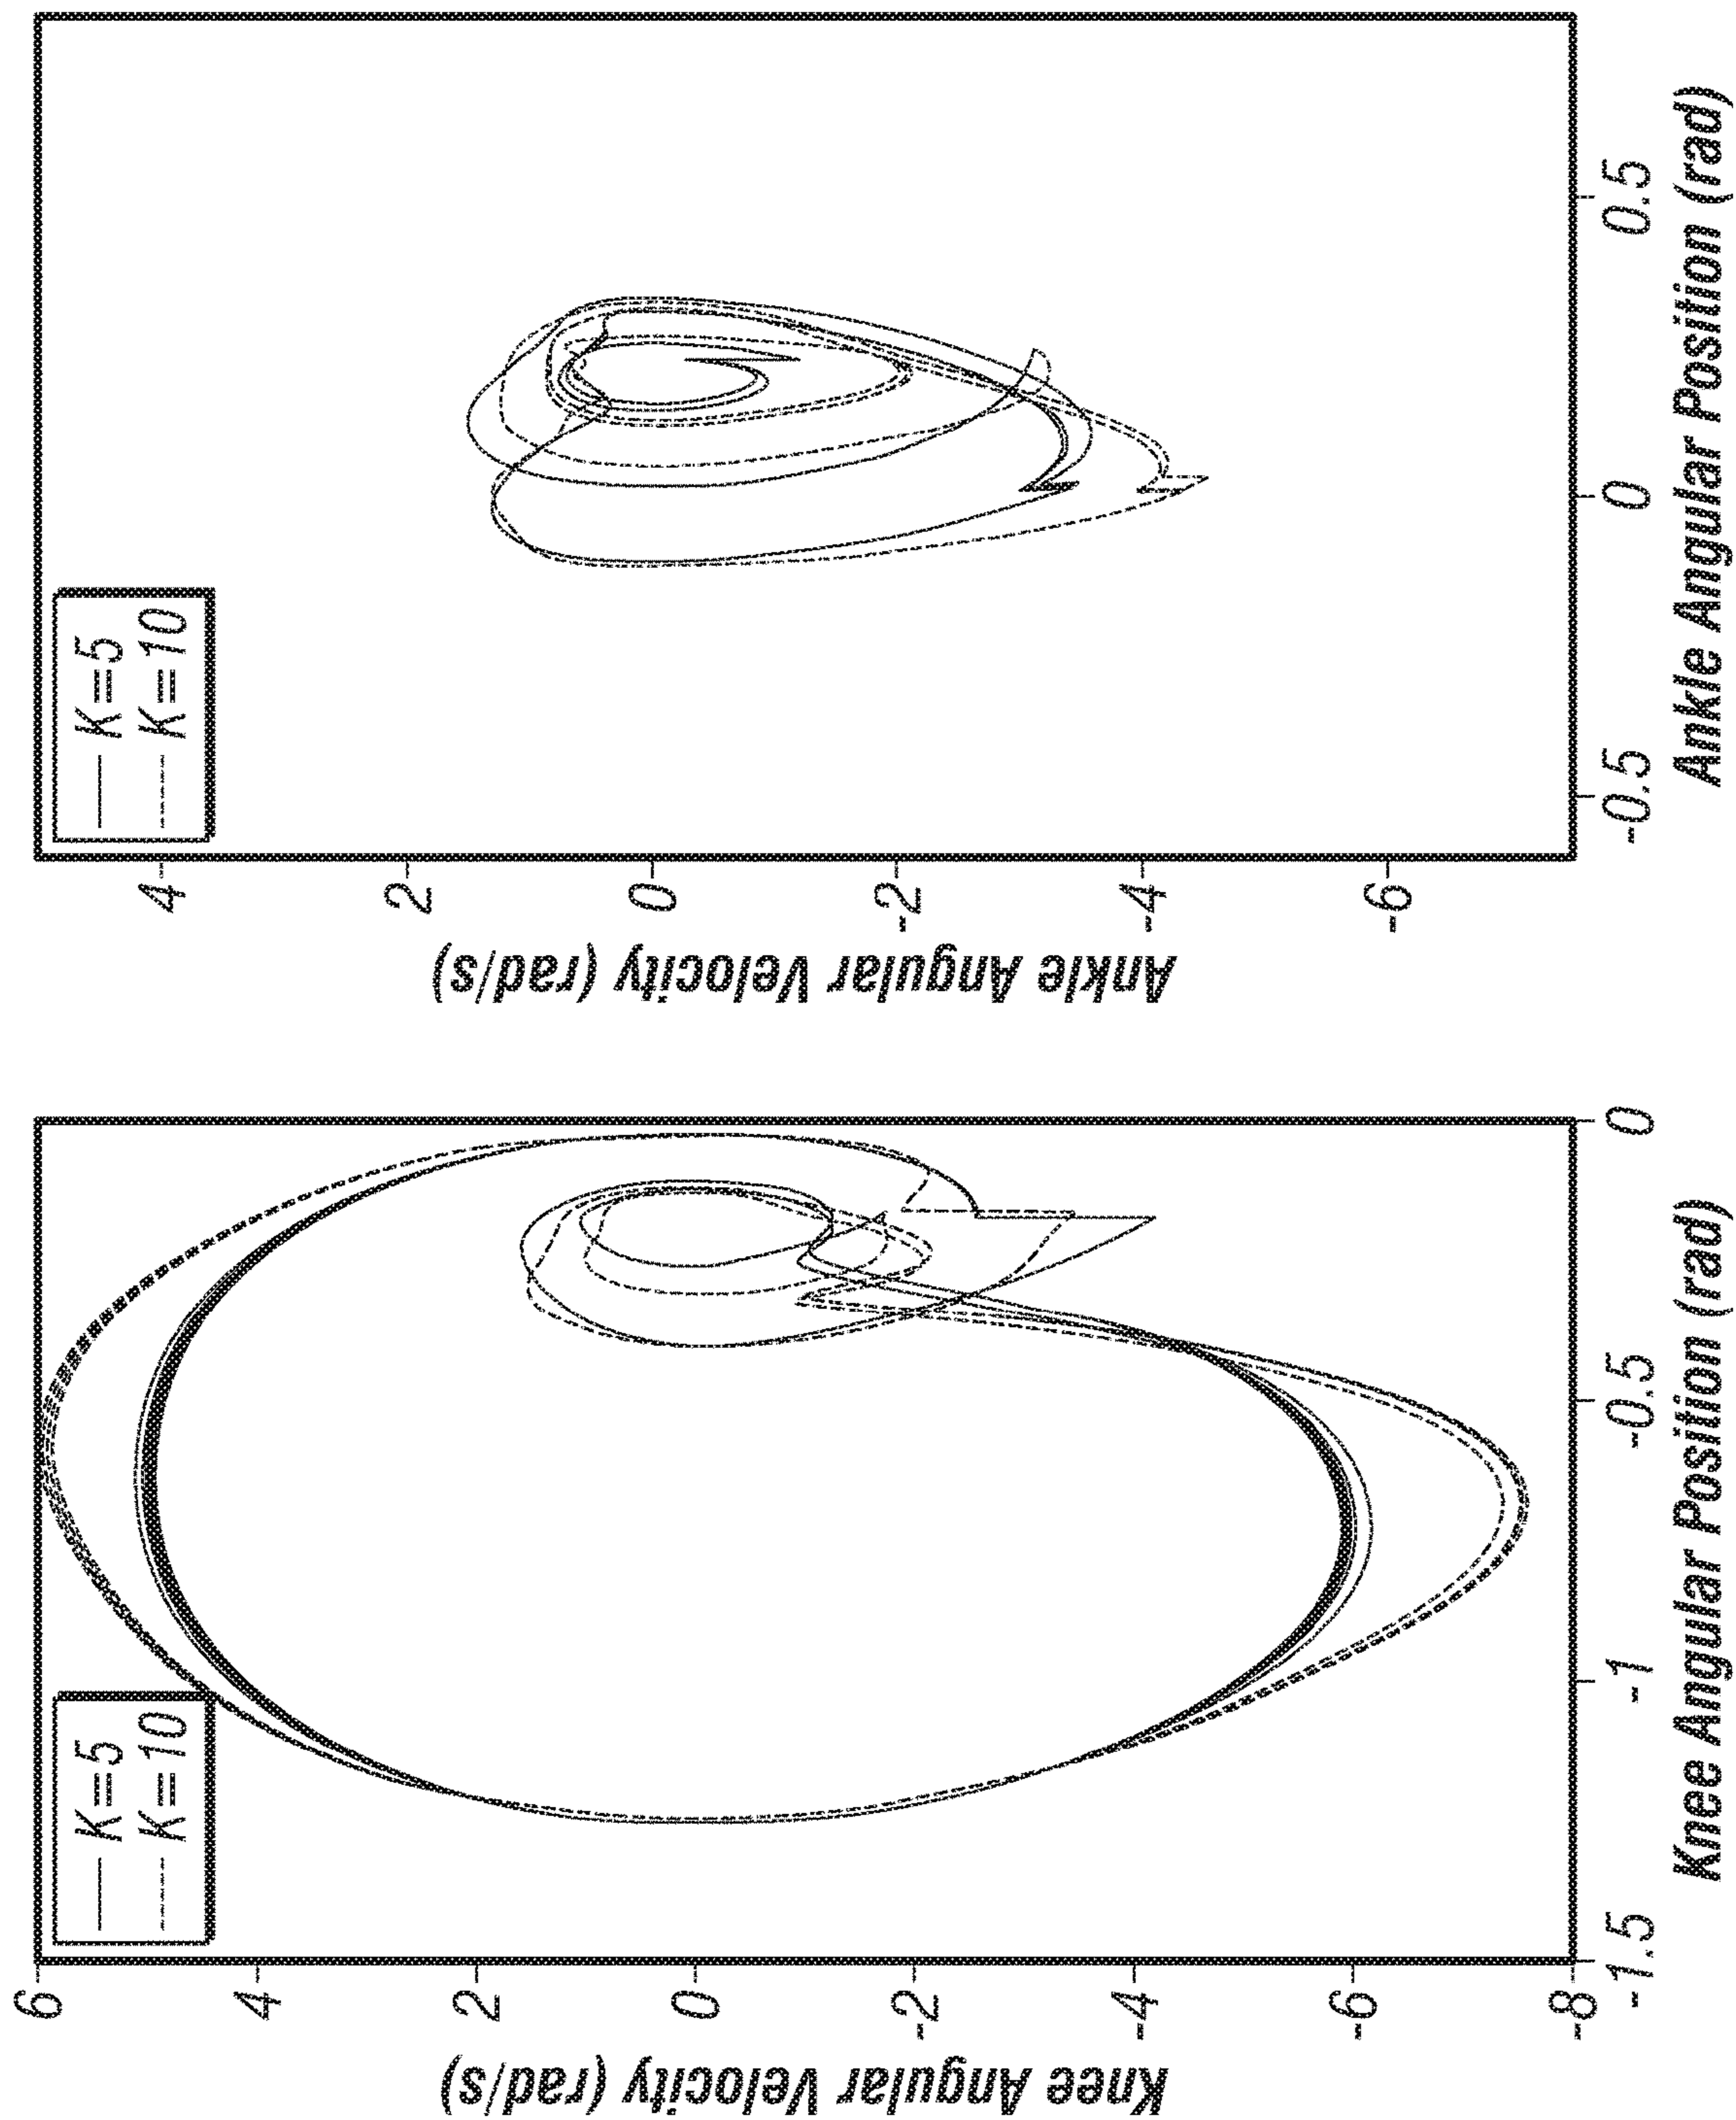 K=5
K=10
6
4
2
0
-2
-4
-6
-8
Knee Angular Velocity (rad/s)
-1.5
-1
-0.5
0
Knee Angular Position (rad)
K=5
K=10
4
2
0
-2
-4
-6
Ankle Angular Velocity (rad/s)
-0.5
0
0.5
Ankle Angular Position (rad)